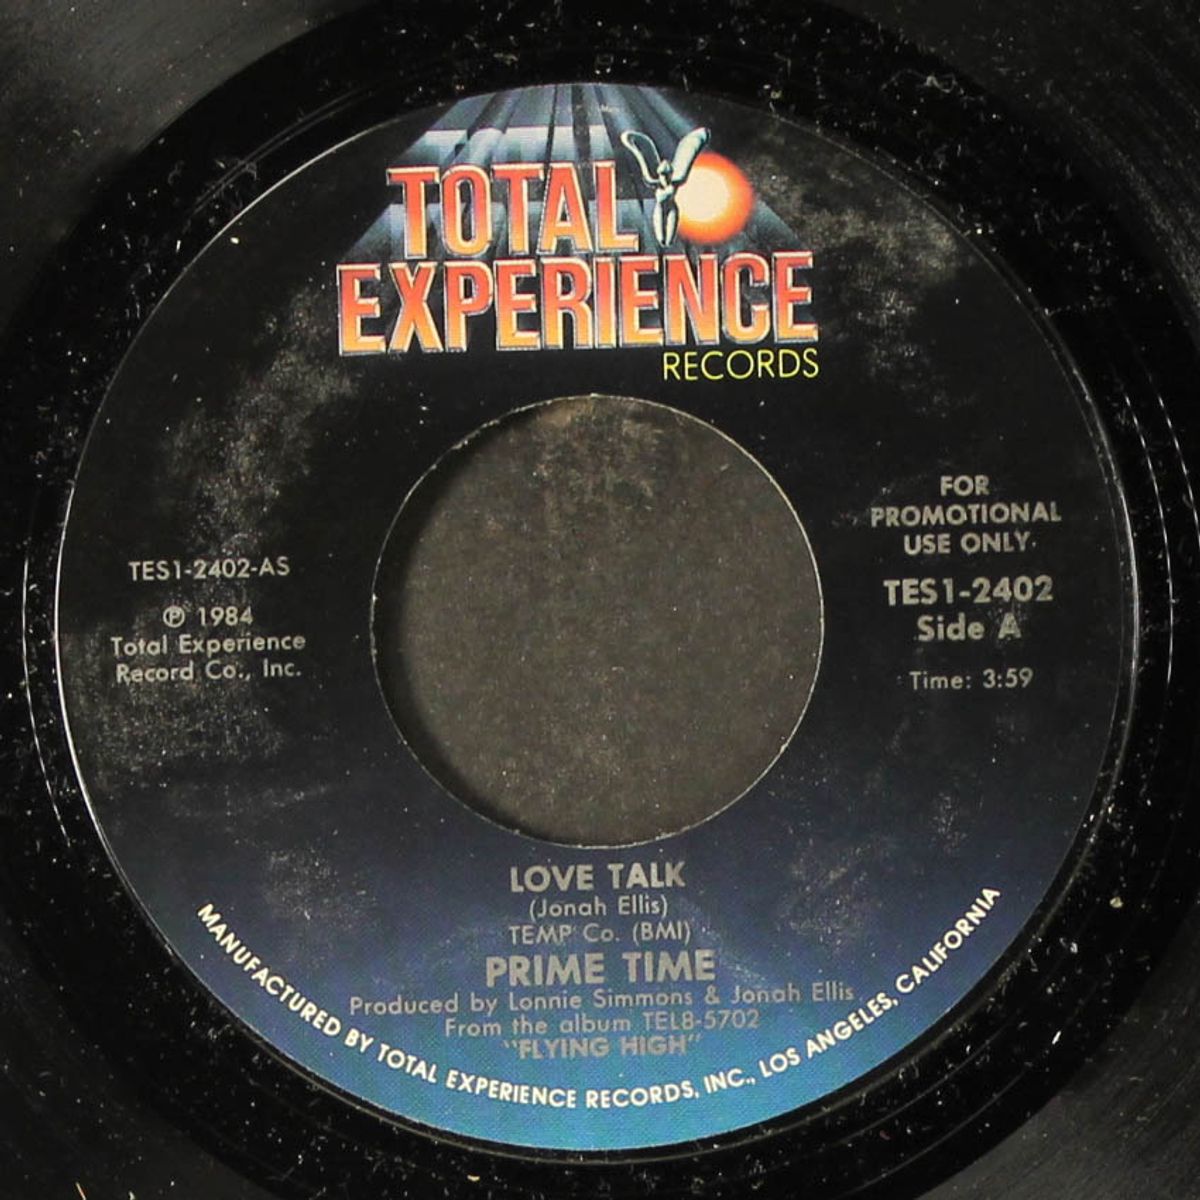 TOTAL
EXPERIENCE
RECORDS
FOR
PROMOTIONAL
USE ONLY
TES1-2402
Side A
Time: 3:59
TES1-2402-AS
℗ 1984
Total Experience
Record Co., Inc.
LOVE TALK
(Jonah Ellis)
TEMP Co. (BMI)
PRIME TIME
Produced by Lonnie Simmons & Jonah Ellis
From the album TEL8-5702
"FLYING HIGH"
MANUFACTURED BY TOTAL EXPERIENCE RECORDS, INC., LOS ANGELES, CALIFORNIA